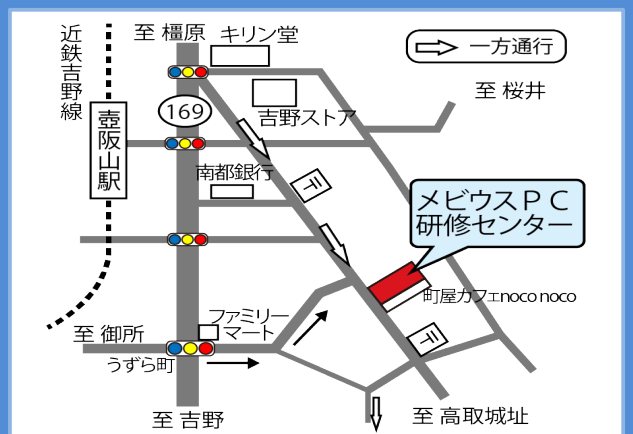 近鉄吉野線
至 橿原
キリン堂
一方通行
至 桜井
169
吉野ストア
壺阪山駅
南都銀行
〒
メビウスPC
研修センター
町屋カフェnoco noco
ファミリー
マート
至 御所
うずら町
〒
至 吉野
至 高取城址